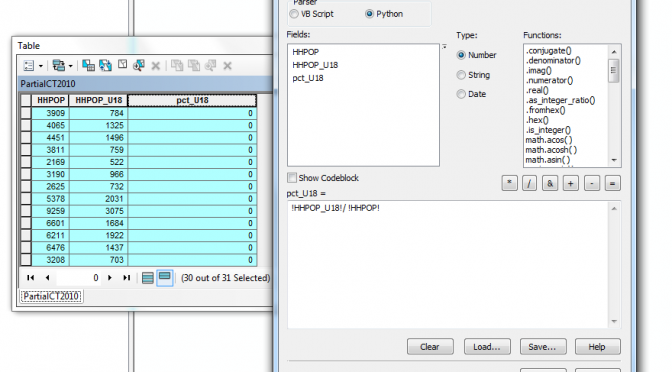 Table
PartialCT2010
HHPOP HHPOP_U18 pct_U18
3909 784 0
4065 1325 0
4451 1496 0
3811 759 0
2169 522 0
3190 966 0
2625 732 0
5378 2031 0
9259 3075 0
6601 1684 0
6211 1922 0
6476 1437 0
3208 703 0
0 (30 out of 31 Selected)
PartialCT2010
Parser
VB Script Python
Fields: Type: Functions:
HHPOP
HHPOP_U18
pct_U18
Number
String
Date
.conjugate()
.denominator()
.imag()
.numerator()
.real()
.as_integer_ratio()
.fromhex()
.hex()
.is_integer()
math.acos()
math.acosh()
math.asin()
Show Codeblock
* / & + - =
pct_U18 =
!HHPOP_U18!/ !HHPOP!
Clear Load... Save... Help